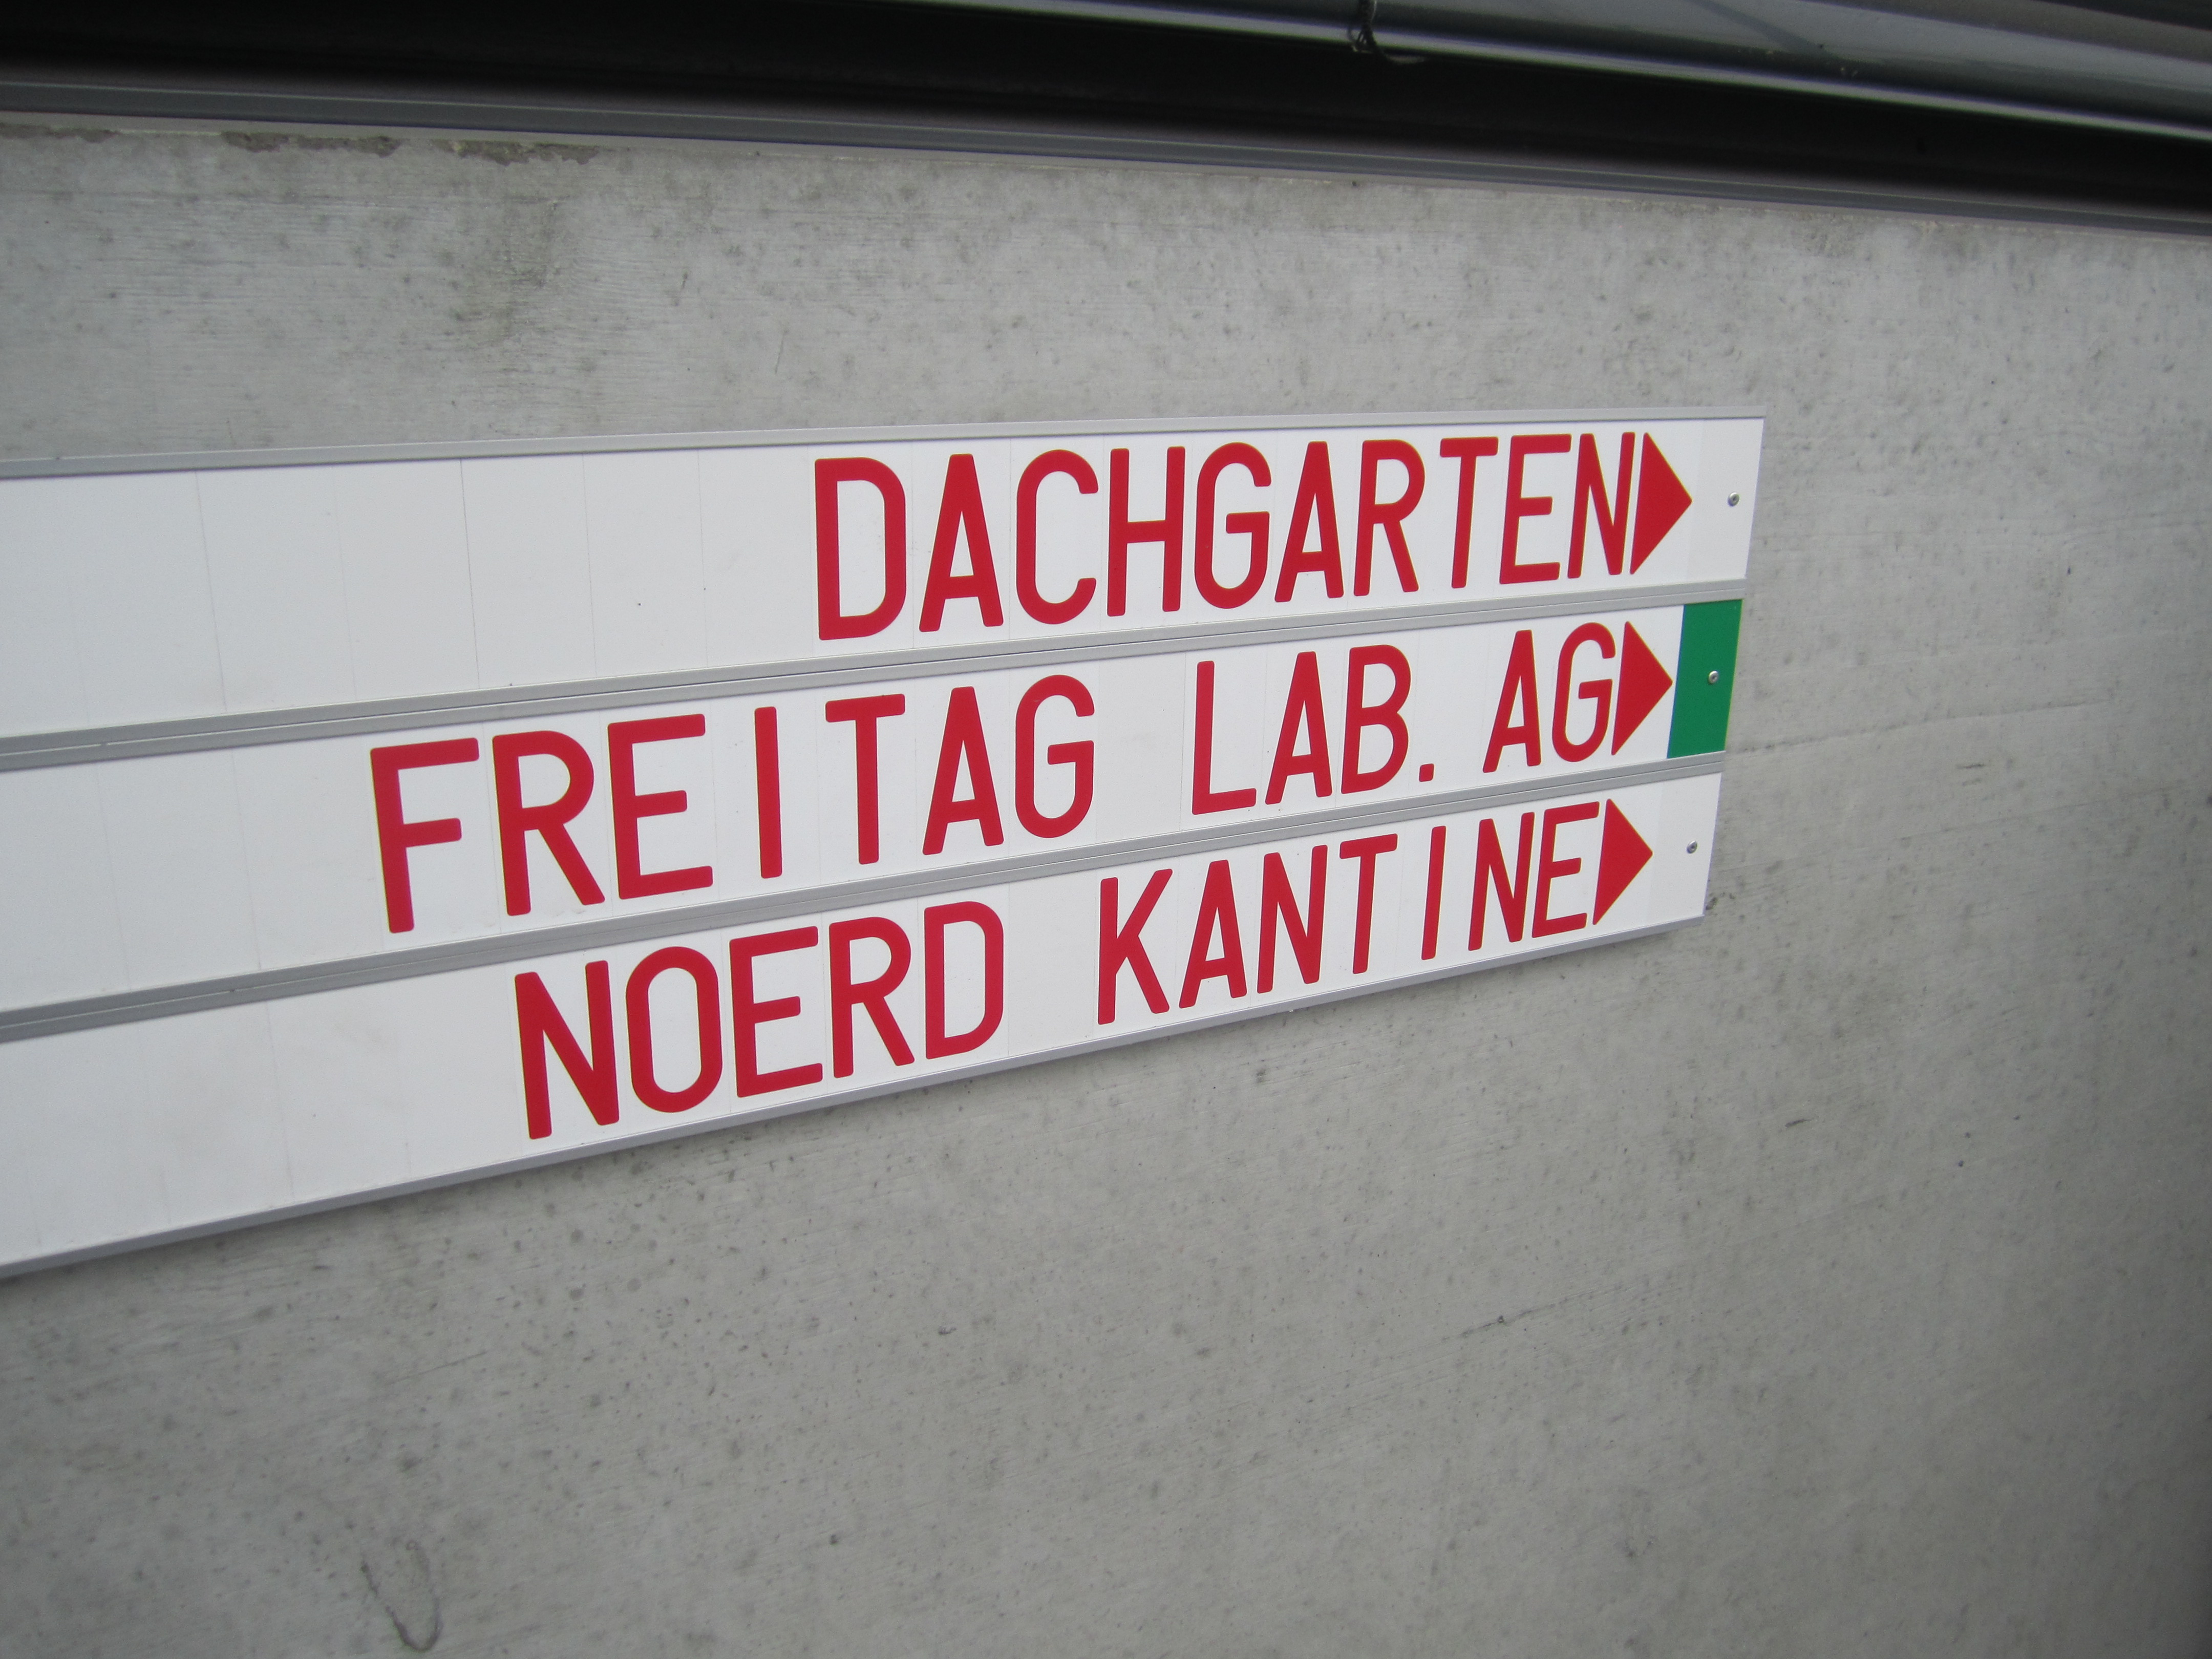 DACHGARTEN
FREITAG LAB. AG
NOERD KANTINE